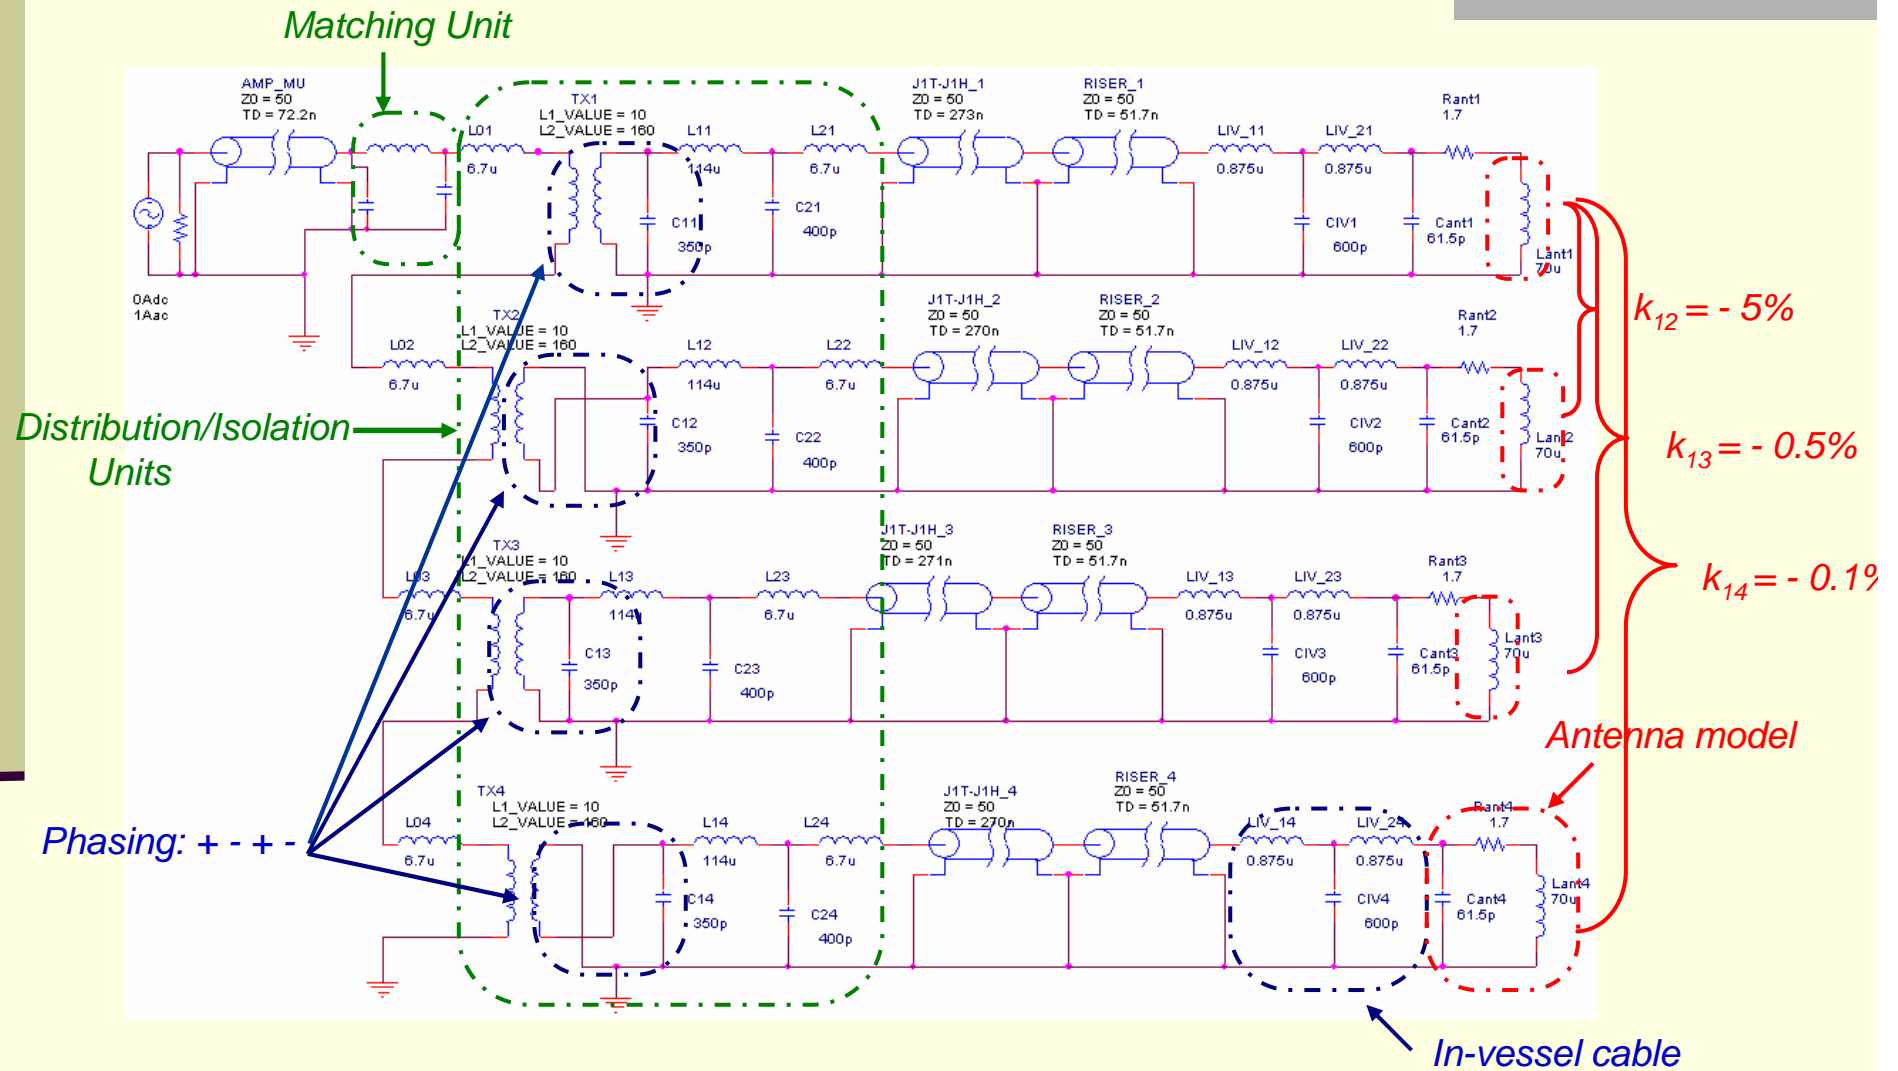 Matching Unit
AMP_MU
Z0 = 50
TD = 72.2n
L01
6.7u
TX1
L1_VALUE = 10
L2_VALUE = 160
L11
114u
L21
6.7u
C11
350p
C21
400p
J1T-J1H_1
Z0 = 50
TD = 273n
RISER_1
Z0 = 50
TD = 51.7n
LIV_11
0.875u
LIV_21
0.875u
Rant1
1.7
CIV1
600p
Cant1
61.5p
Lant1
70u
0Adc
1Aac
k12 = - 5%
L02
6.7u
TX2
L1_VALUE = 10
L2_VALUE = 160
L12
114u
L22
6.7u
C12
350p
C22
400p
J1T-J1H_2
Z0 = 50
TD = 270n
RISER_2
Z0 = 50
TD = 51.7n
LIV_12
0.875u
LIV_22
0.875u
Rant2
1.7
CIV2
600p
Cant2
61.5p
Lant2
70u
Distribution/Isolation
Units
k13 = - 0.5%
L03
6.7u
TX3
L1_VALUE = 10
L2_VALUE = 160
L13
114u
L23
6.7u
C13
350p
C23
400p
J1T-J1H_3
Z0 = 50
TD = 271n
RISER_3
Z0 = 50
TD = 51.7n
LIV_13
0.875u
LIV_23
0.875u
Rant3
1.7
CIV3
600p
Cant3
61.5p
Lant3
70u
k14 = - 0.1%
Antenna model
Phasing: + - + -
L04
6.7u
TX4
L1_VALUE = 10
L2_VALUE = 160
L14
114u
L24
6.7u
C14
350p
C24
400p
J1T-J1H_4
Z0 = 50
TD = 270n
RISER_4
Z0 = 50
TD = 51.7n
LIV_14
0.875u
LIV_24
0.875u
Rant4
1.7
CIV4
600p
Cant4
61.5p
Lant4
70u
In-vessel cable